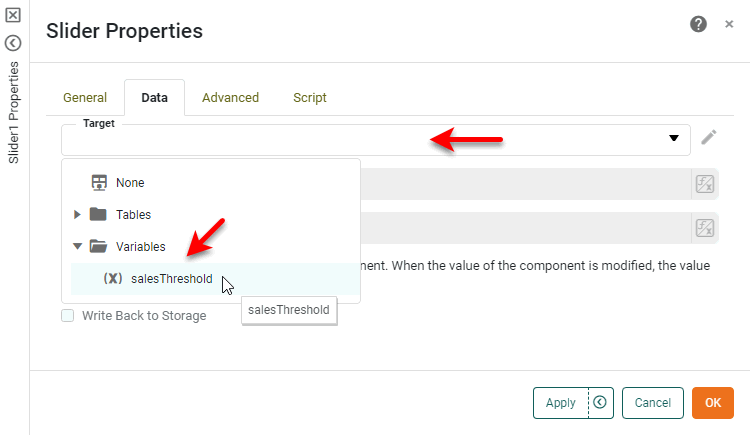 Slider1 Properties
Slider Properties
General Data Advanced Script
Target
None
Tables
Variables
(X) salesThreshold
salesThreshold
nent. When the value of the component is modified, the value
Write Back to Storage
Apply Cancel OK